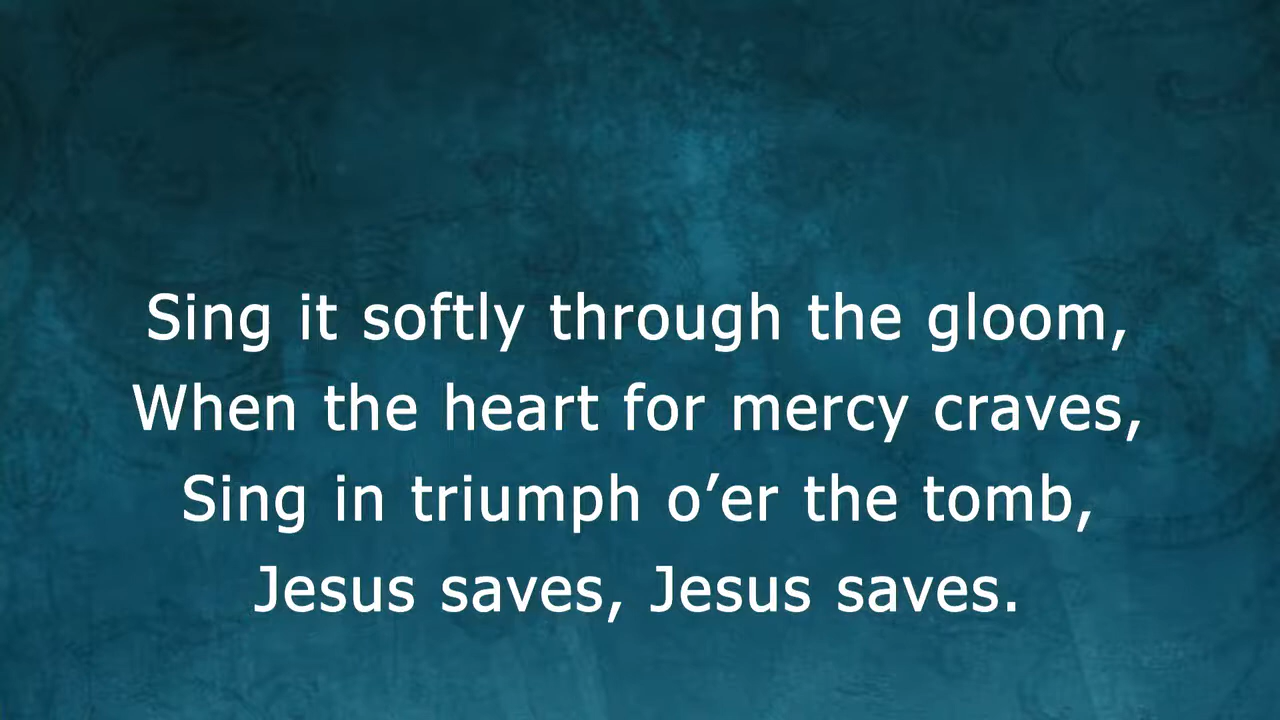 Sing it softly through the gloom,
When the heart for mercy craves,
Sing in triumph o’er the tomb,
Jesus saves, Jesus saves.